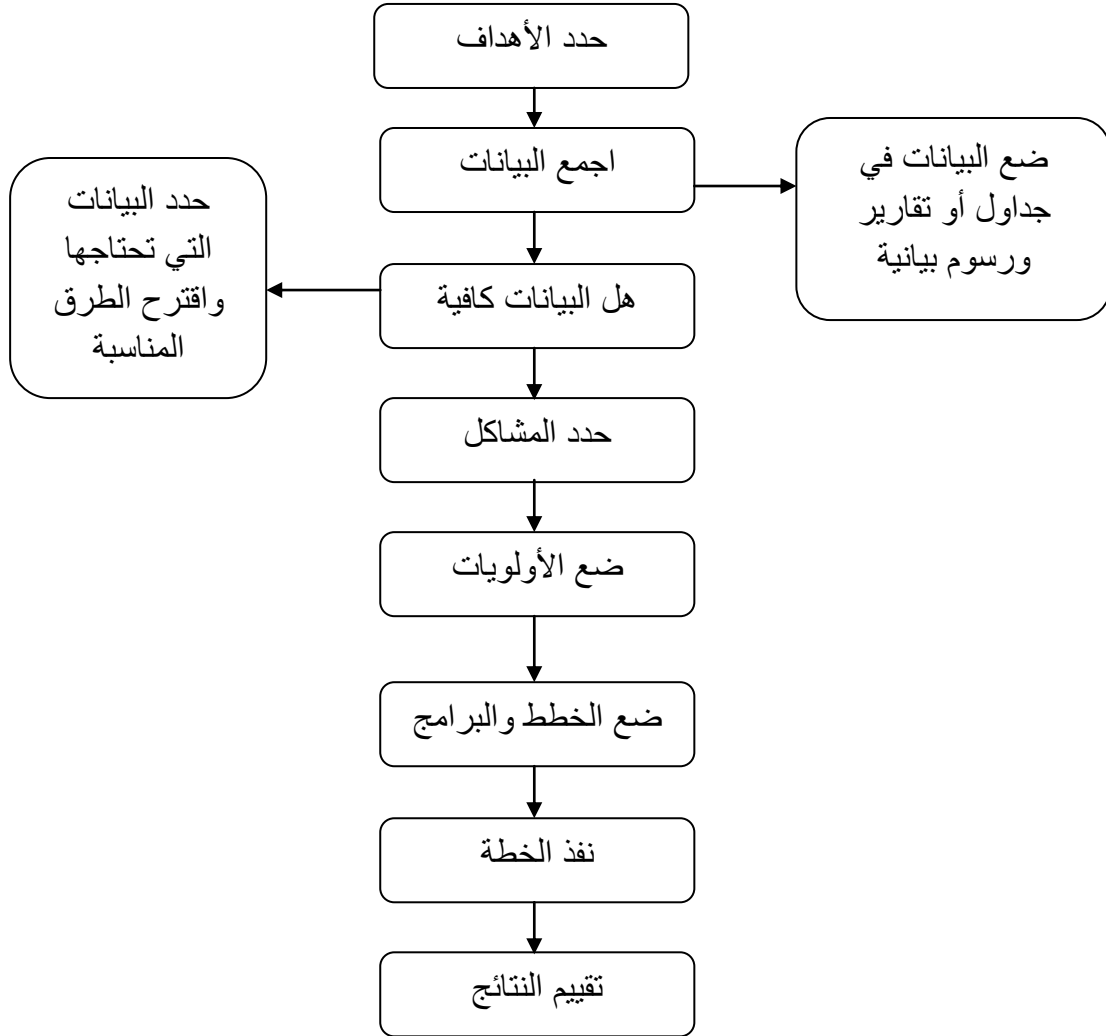 حدد الأهداف
اجمع البيانات
ضع البيانات في
جداول أو تقارير
ورسوم بيانية
هل البيانات كافية
حدد البيانات
التي تحتاجها
واقترح الطرق
المناسبة
حدد المشاكل
ضع الأولويات
ضع الخطط والبرامج
نفذ الخطة
تقييم النتائج